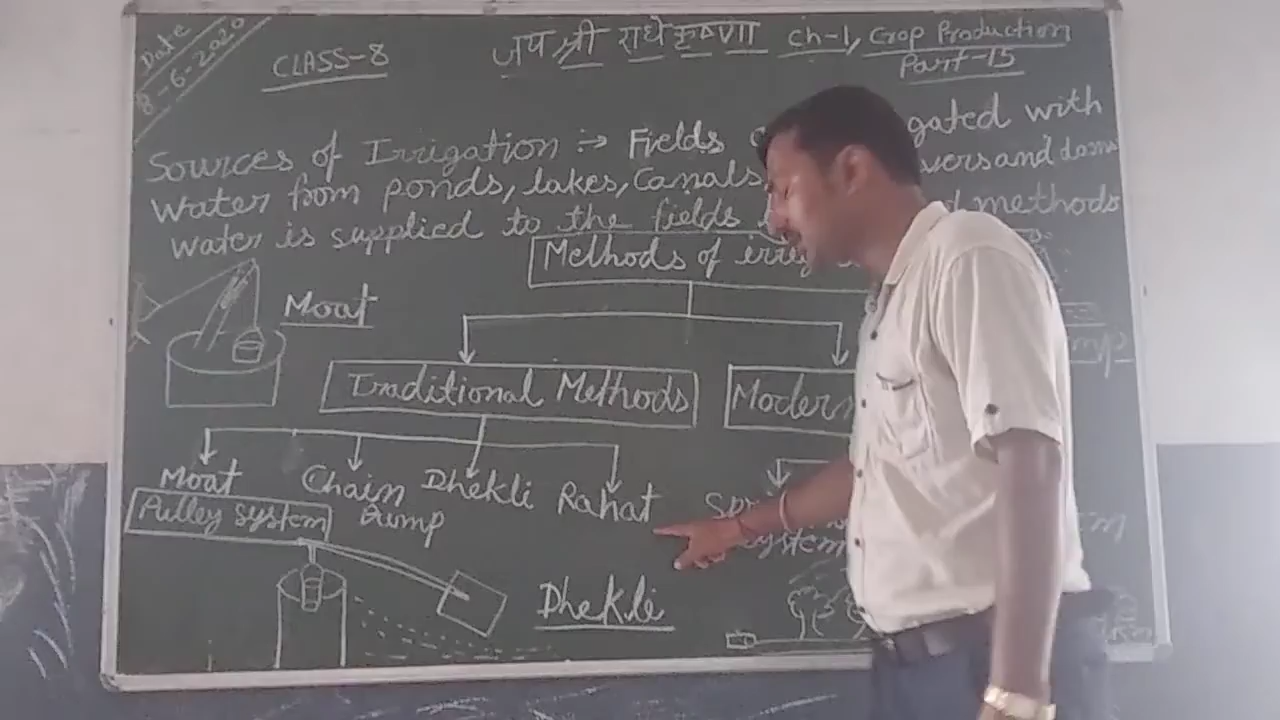 Date
8-6-2020
CLASS-8
जय श्री राधे कृष्णा Ch-1, Crop Production
Part-15
Sources of Irrigation :→ Fields gated with
Water from ponds, lakes, Canals, and dams
Water is supplied to the fields methods
Methods of
Moat
Traditional Methods
Moat
Pulley system
Chain
Pump
Dhekli
Rahat
ystem
Dhekli